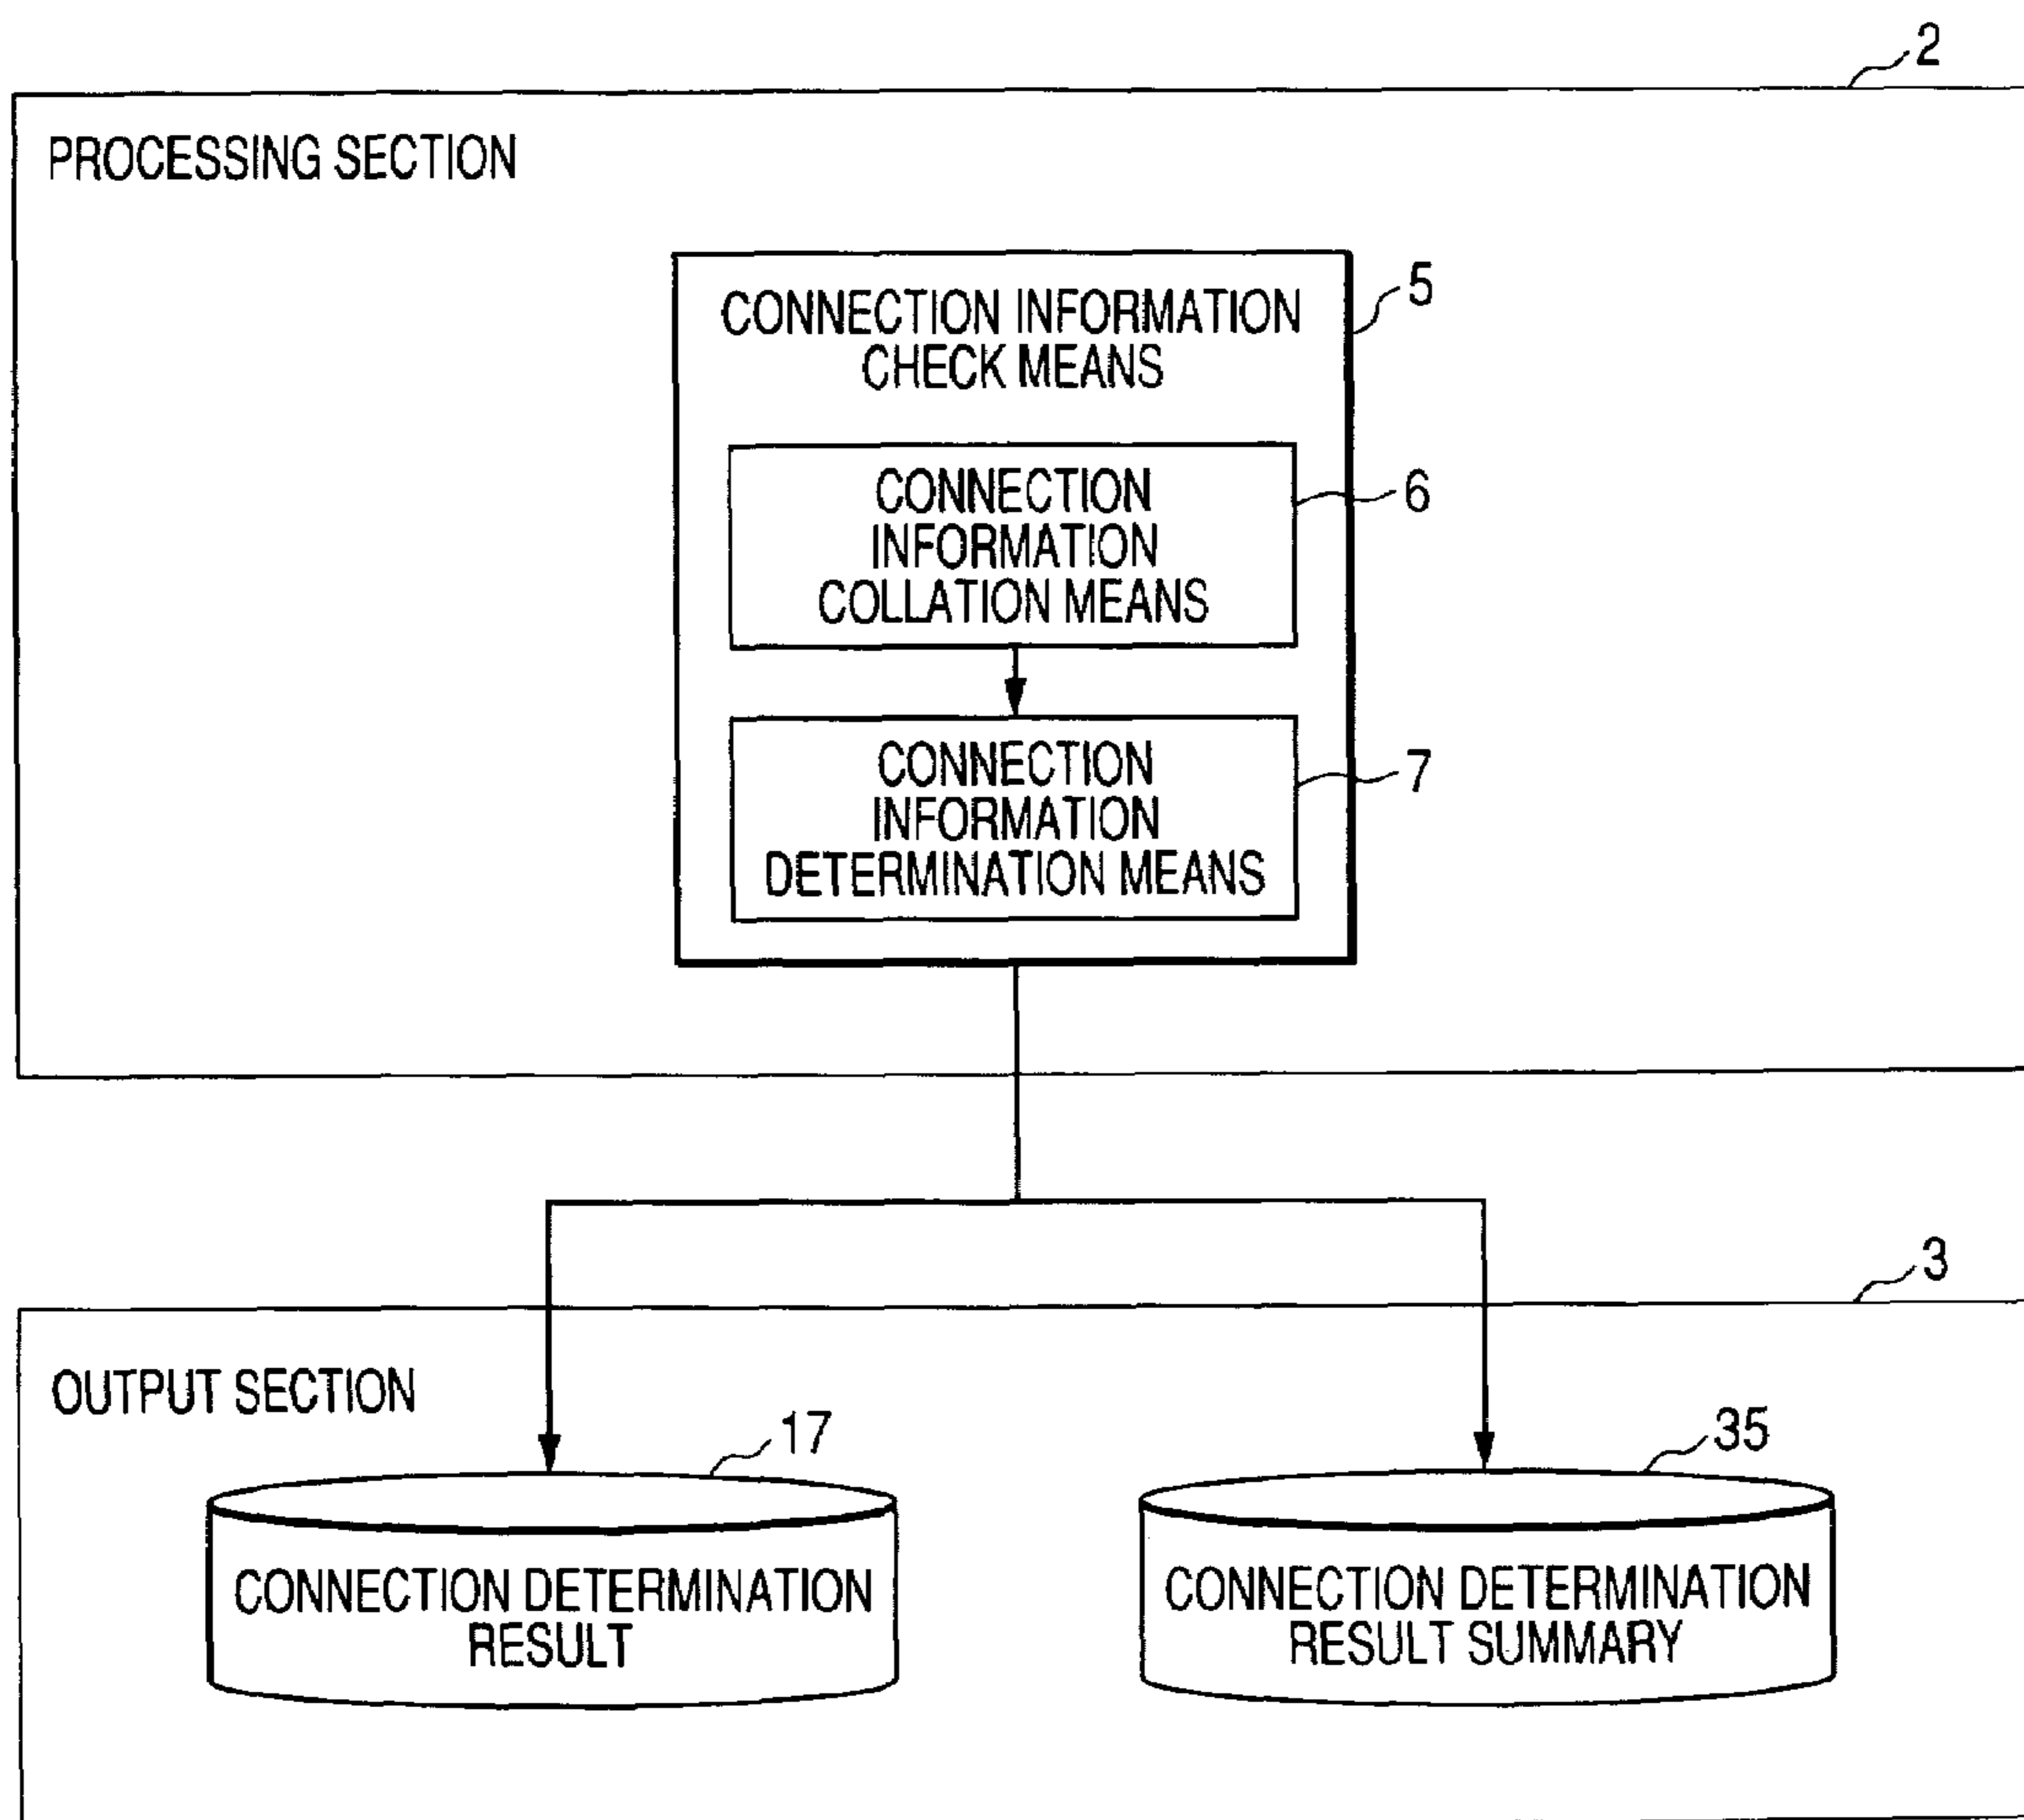 2
PROCESSING SECTION
CONNECTION INFORMATION
CHECK MEANS
5
CONNECTION
INFORMATION
COLLATION MEANS
6
CONNECTION
INFORMATION
DETERMINATION MEANS
7
3
OUTPUT SECTION
17
CONNECTION DETERMINATION
RESULT
35
CONNECTION DETERMINATION
RESULT SUMMARY